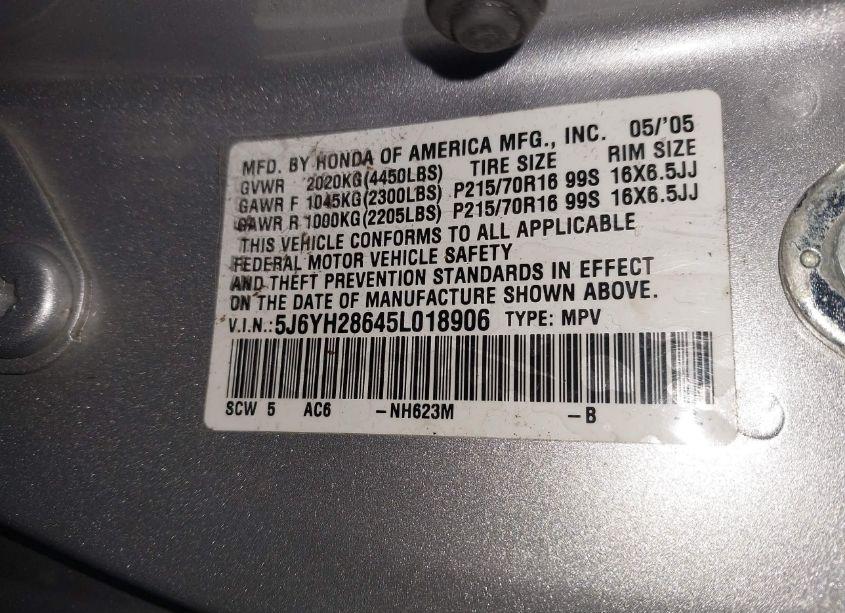 MFD. BY HONDA OF AMERICA MFG., INC. 05/'05
GVWR 2020KG(4450LBS) TIRE SIZE RIM SIZE
GAWR F 1045KG(2300LBS) P215/70R16 99S 16X6.5JJ
GAWR R 1000KG(2205LBS) P215/70R16 99S 16X6.5JJ
THIS VEHICLE CONFORMS TO ALL APPLICABLE
FEDERAL MOTOR VEHICLE SAFETY
AND THEFT PREVENTION STANDARDS IN EFFECT
ON THE DATE OF MANUFACTURE SHOWN ABOVE.
V.I.N.:5J6YH28645L018906 TYPE: MPV
SCW 5 AC6 -NH623M -B